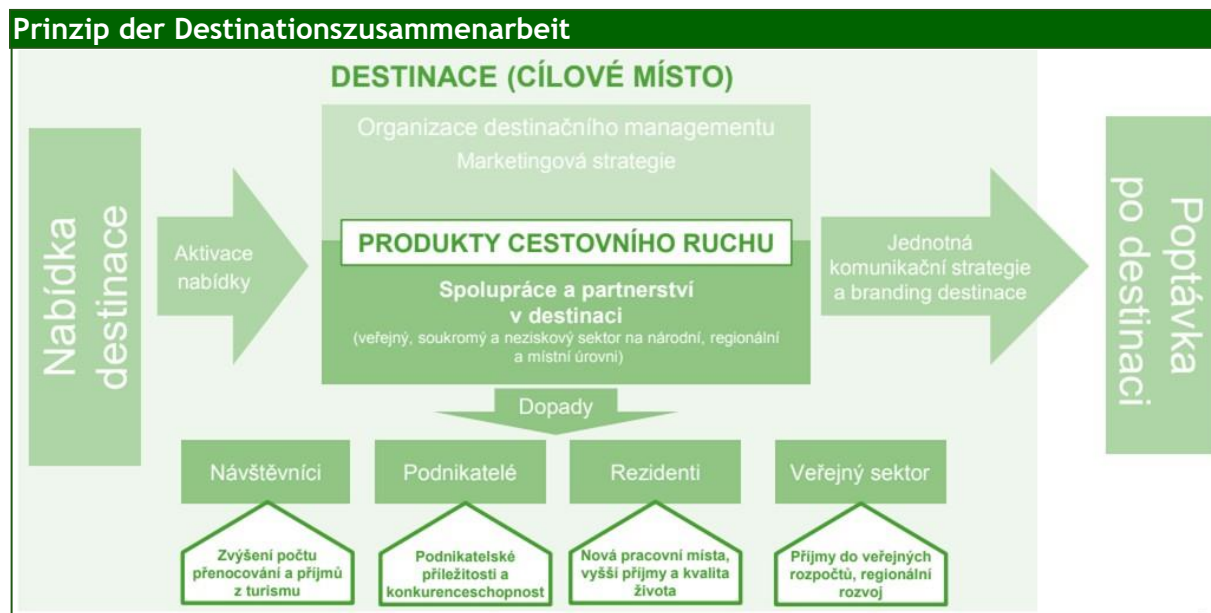 Prinzip der Destinationszusammenarbeit
DESTINACE (CÍLOVÉ MÍSTO)
Organizace destinačního managementu
Marketingová strategie
Nabídka
destinace
Aktivace
nabídky
PRODUKTY CESTOVNÍHO RUCHU
Spolupráce a partnerství
v destinaci
(veřejný, soukromý a neziskový sektor na národní, regionální
a místní úrovni)
Jednotná
komunikační strategie
a branding destinace
Poptávka
po destinaci
Dopady
Návštěvníci
Podnikatelé
Rezidenti
Veřejný sektor
Zvýšení počtu
přenocování a příjmů
z turismu
Podnikatelské
příležitosti a
konkurenceschopnost
Nová pracovní místa,
vyšší příjmy a kvalita
života
Příjmy do veřejných
rozpočtů, regionální
rozvoj